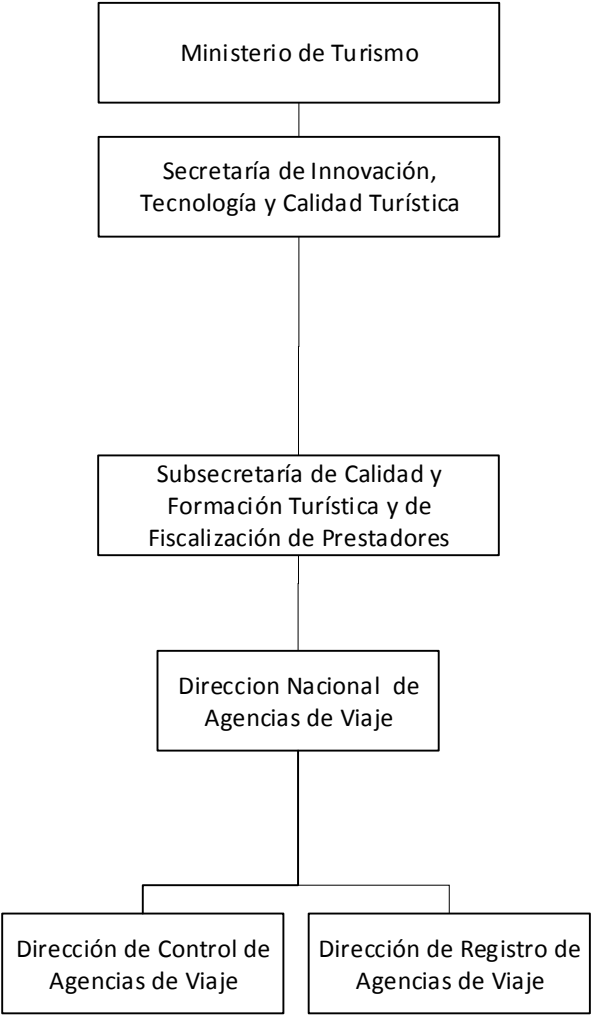 Ministerio de Turismo
Secretaría de Innovación,
Tecnología y Calidad Turística
Subsecretaría de Calidad y
Formación Turística y de
Fiscalización de Prestadores
Direccion Nacional  de
Agencias de Viaje
Dirección de Control de
Agencias de Viaje
Dirección de Registro de
Agencias de Viaje